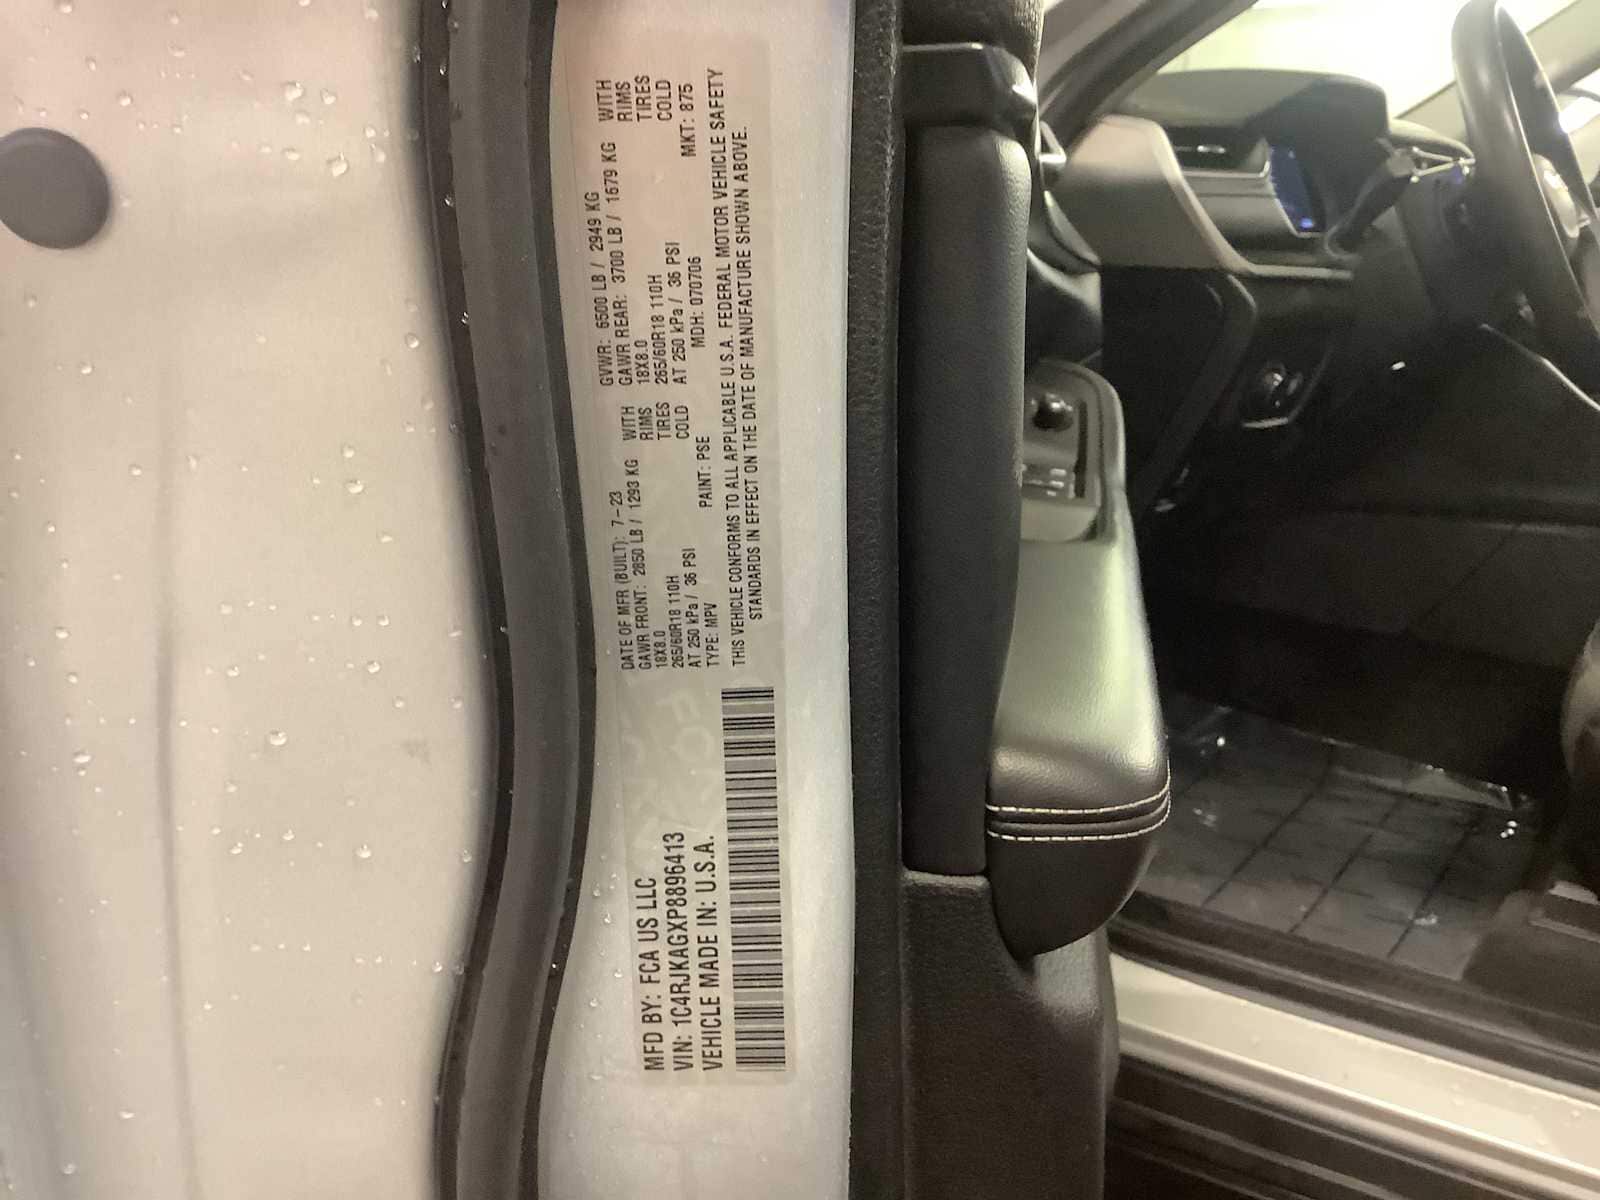 MFD BY: FCA US LLC
VIN: 1C4RJKAGXP8896413
VEHICLE MADE IN: U.S.A.
DATE OF MFR (BUILT): 7-23
GAWR FRONT: 2850 LB / 1293 KG WITH
18X8.0 RIMS
265/60R18 110H TIRES
AT 250 kPa / 36 PSI COLD
TYPE: MPV PAINT: PSE
GVWR: 6500 LB / 2949 KG
GAWR REAR: 3700 LB / 1679 KG WITH
18X8.0 RIMS
265/60R18 110H TIRES
AT 250 kPa / 36 PSI COLD
MDH: 070706 MKT: 875
THIS VEHICLE CONFORMS TO ALL APPLICABLE U.S.A. FEDERAL MOTOR VEHICLE SAFETY
STANDARDS IN EFFECT ON THE DATE OF MANUFACTURE SHOWN ABOVE.